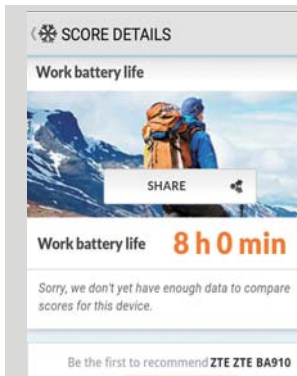 SCORE DETAILS
Work battery life
SHARE
Work battery life 8 h 0 min
Sorry, we don't yet have enough data to compare
scores for this device.
Be the first to recommend ZTE ZTE BA910